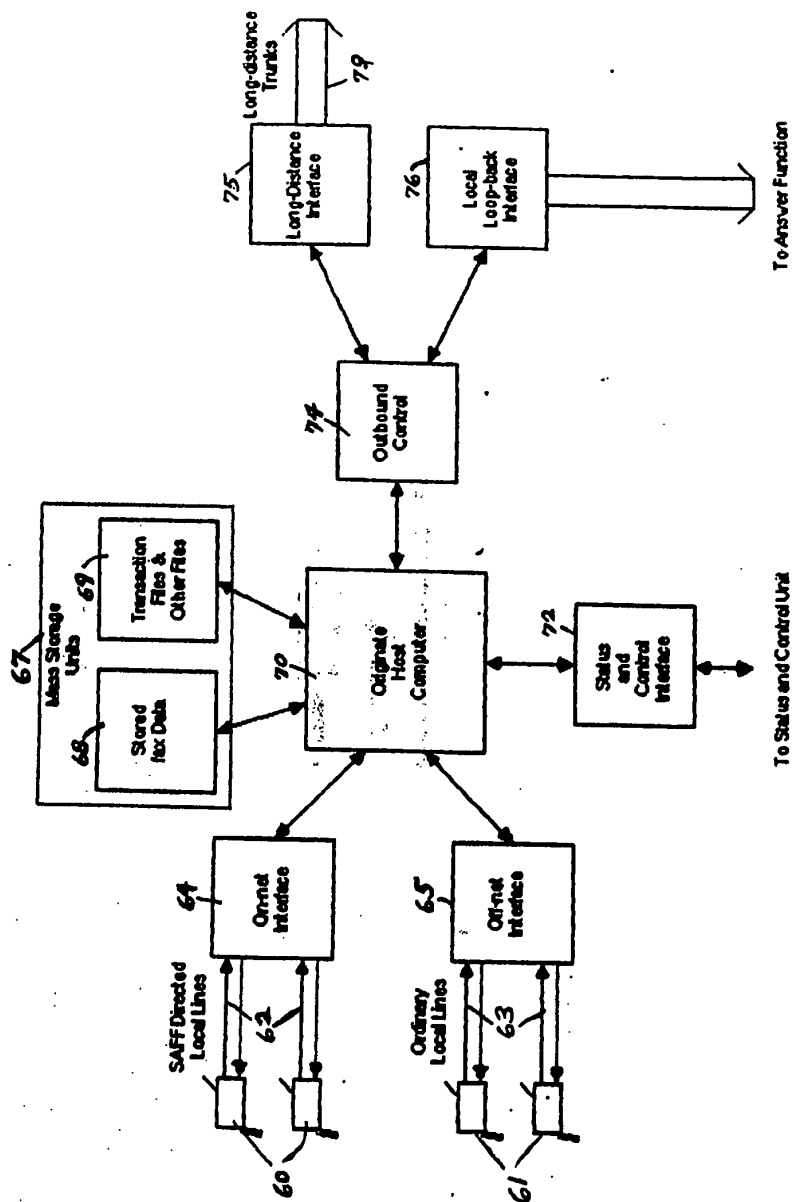 67
Mass Storage
Units
68
Stored
fax Data
69
Transaction
Files &
Other Files
60
SAFF Directed
Local Lines
62
64
On-net
Interface
70
Originate
Host
Computer
74
Outbound
Control
75
Long-Distance
Interface
Long-distance
Trunks
79
61
Ordinary
Local Lines
63
65
Off-net
Interface
72
Status
and
Control
Interface
76
Local
Loop-back
Interface
To Status and Control Unit
To Answer Function